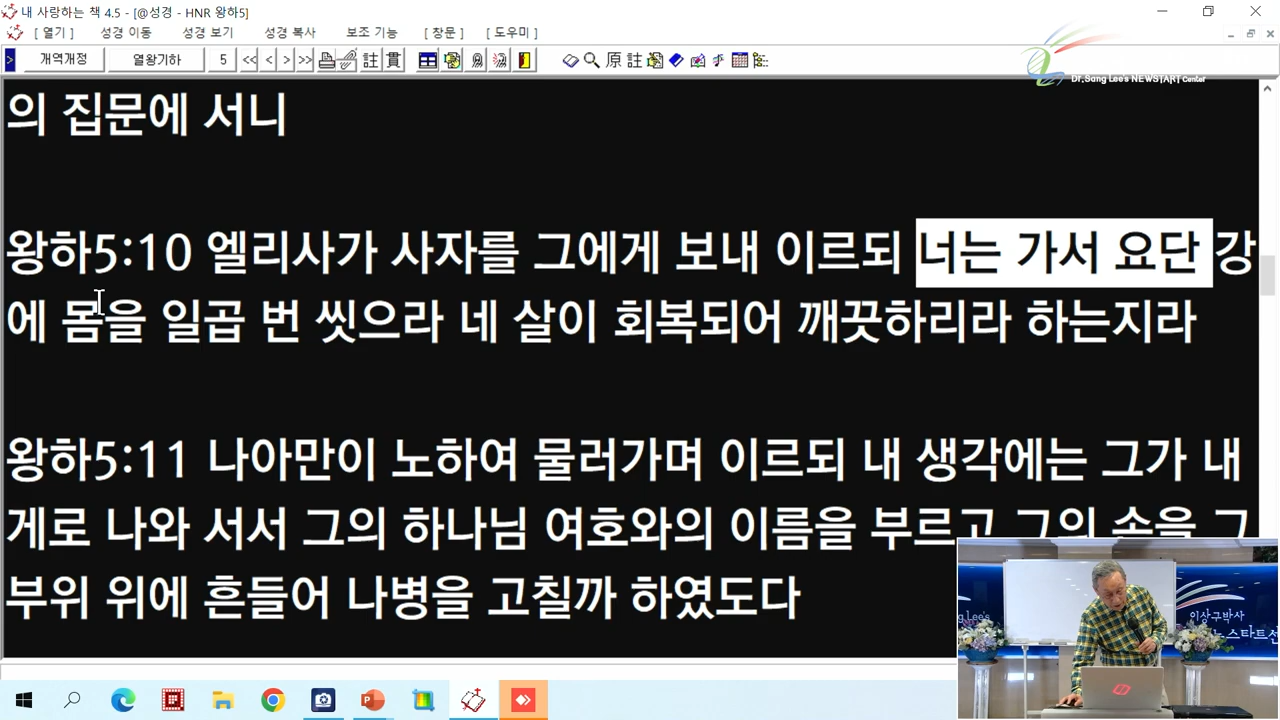 내 사랑하는 책 4.5 - [@성경 - HNR 왕하5]
[ 열기 ] 성경 이동 성경 보기 성경 복사 보조 기능 [ 창문 ] [ 도우미 ]
개역개정 열왕기하 5 << < > >> 註 貫 原 註
Dr.Sang Lee's NEWSTART Center
의 집문에 서니
왕하5:10 엘리사가 사자를 그에게 보내 이르되 너는 가서 요단 강
에 몸을 일곱 번 씻으라 네 살이 회복되어 깨끗하리라 하는지라
왕하5:11 나아만이 노하여 물러가며 이르되 내 생각에는 그가 내
게로 나와 서서 그의 하나님 여호와의 이름을 부르고 그의 손을 그
부위 위에 흔들어 나병을 고칠까 하였도다
이상구박사